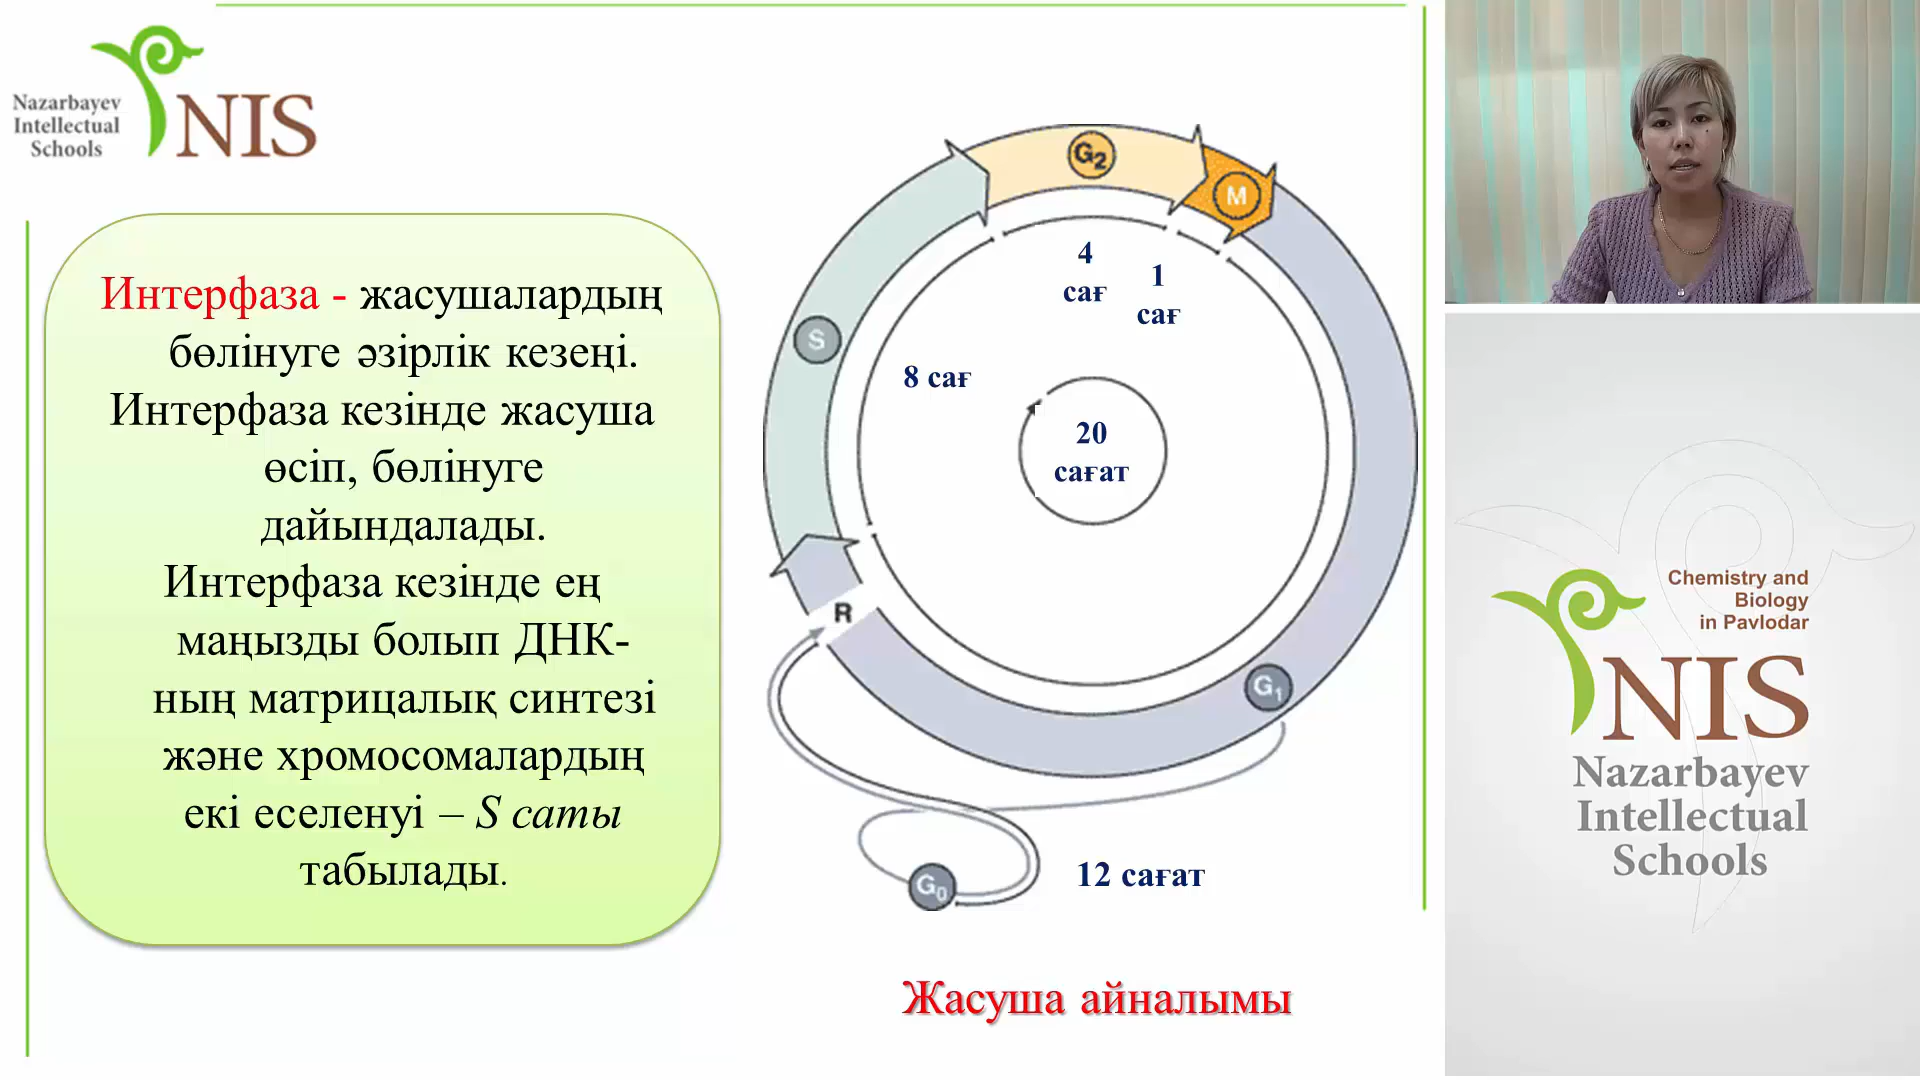 Nazarbayev
Intellectual
Schools
NIS
Интерфаза - жасушалардың
бөлінуге әзірлік кезеңі.
Интерфаза кезінде жасуша
өсіп, бөлінуге
дайындалады.
Интерфаза кезінде ең
маңызды болып ДНК-
ның матрицалық синтезі
және хромосомалардың
екі еселенуі – S саты
табылады.
G2
M
S
4
сағ
1
сағ
8 сағ
20
сағат
R
G1
G0
12 сағат
Жасуша айналымы
Chemistry and
Biology
in Pavlodar
NIS
Nazarbayev
Intellectual
Schools